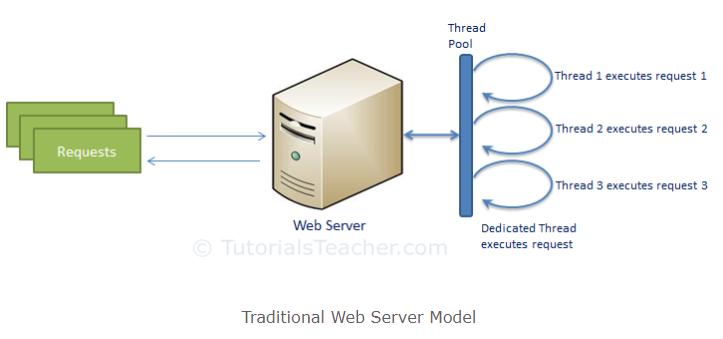 Thread
Pool
Thread 1 executes request 1
Thread 2 executes request 2
Requests
Thread 3 executes request 3
Web Server
Dedicated Thread
executes request
© TutorialsTeacher.com
Traditional Web Server Model